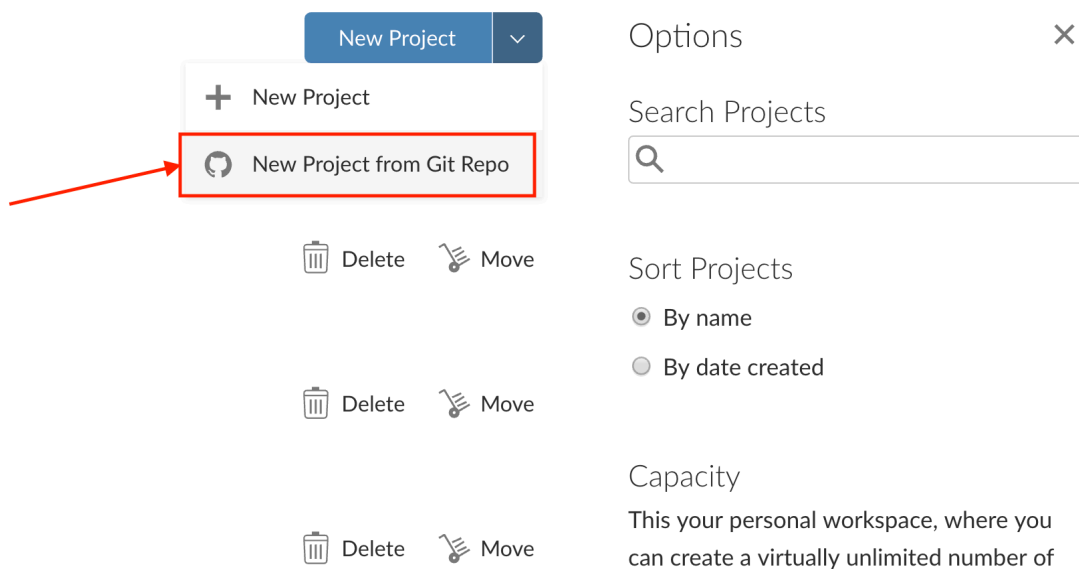 New Project
New Project
New Project from Git Repo
Delete Move
Delete Move
Delete Move
Options
Search Projects
Sort Projects
By name
By date created
Capacity
This your personal workspace, where you
can create a virtually unlimited number of